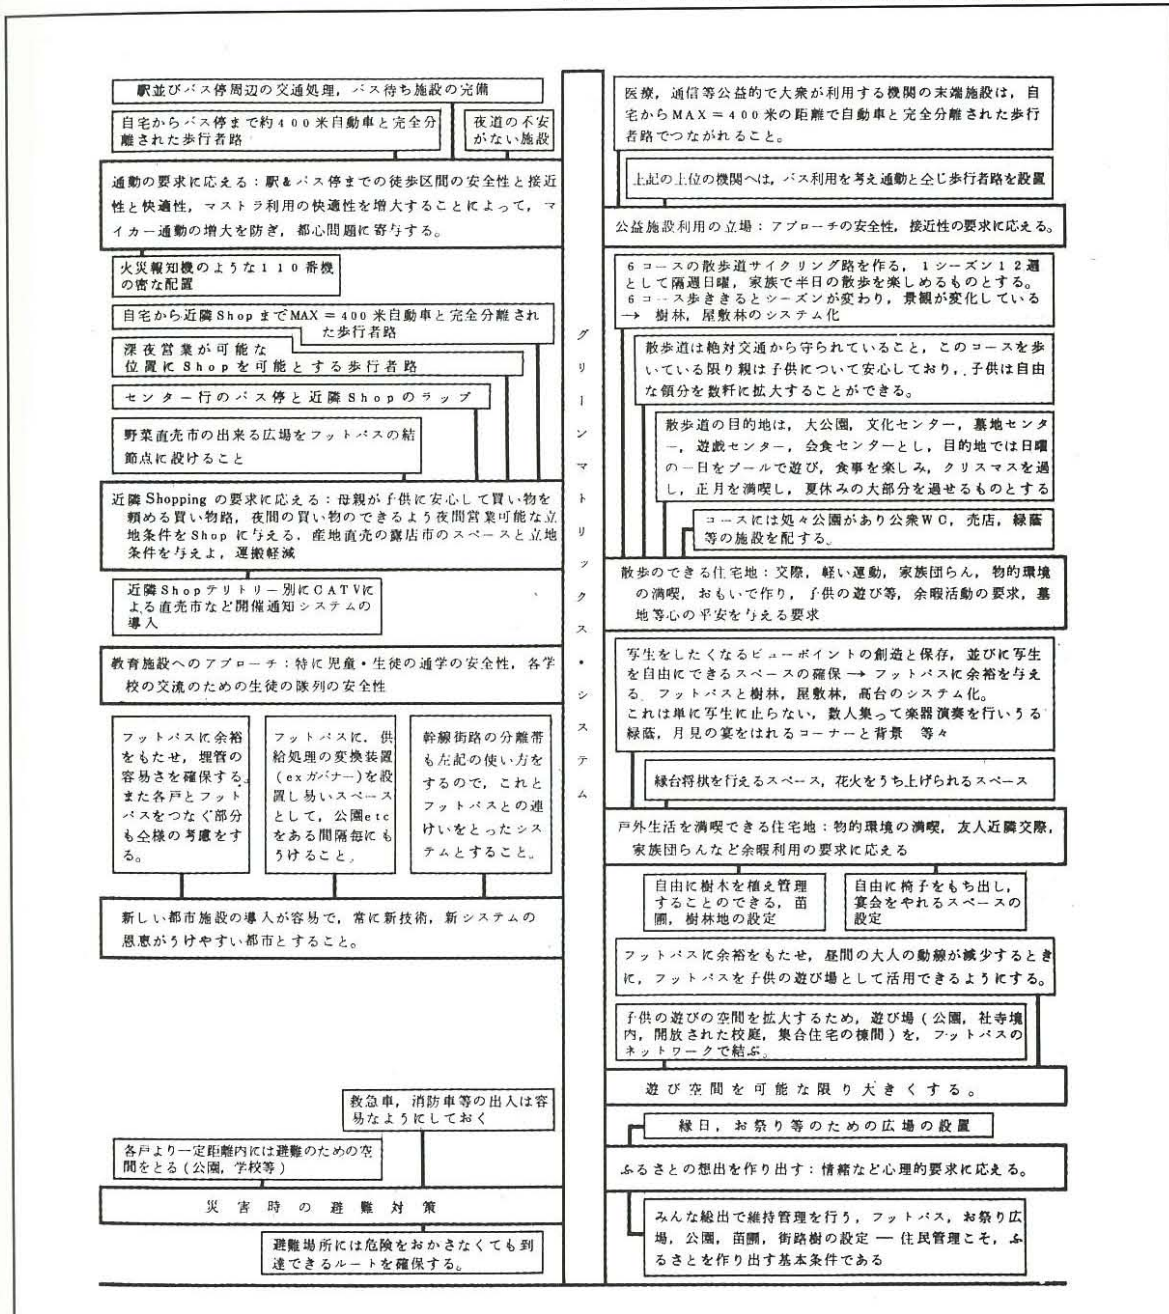 駅並びバス停周辺の交通処理,バス待ち施設の完備
自宅からバス停まで約400米自動車と完全分
離された歩行者路
夜道の不安
がない施設
通勤の要求に応える:駅&バス停までの徒歩区間の安全性と接近
性と快適性,マストラ利用の快適性を増大することによって,マ
イカー通勤の増大を防ぎ,都心問題に寄与する。
火災報知機のような110番機
の密な配置
自宅から近隣ShopまでMAX=400米自動車と完全分離され
た歩行者路
深夜営業が可能な
位置にShopを可能とする歩行者路
センター行のバス停と近隣Shopのラップ
野菜直売市の出来る広場をフットパスの結
節点に設けること
近隣Shoppingの要求に応える:母親が子供に安心して買い物を
頼める買い物路,夜間の買い物のできるよう夜間営業可能な立
地条件をShopに与える、産地直売の露店市のスペースと立地
条件を与えよ,運搬軽減
近隣Shopテリトリー別にCATVに
よる直売市など開催通知システムの
導入
教育施設へのアプローチ:特に児童・生徒の通学の安全性,各学
校の交流のための生徒の隊列の安全性
フットパスに余裕
をもたせ,埋管の
容易さを確保する。
また各戸とフット
パスをつなぐ部分
も仝様の考慮をす
る。
フットパスに,供
給処理の変換装置
(exガバナー)を設
置し易いスペース
として,公園etc
をある間隔毎にも
うけること。
幹線街路の分離帯
も左記の使い方を
するので,これと
フットパスとの連
けいをとったシス
テムとすること。
新しい都市施設の導入が容易で,常に新技術,新システムの
恩恵がうけやすい都市とすること。
救急車,消防車等の出入は容
易なようにしておく
各戸より一定距離内には避難のための空
間をとる(公園,学校等)
災害時の避難対策
避難場所には危険をおかさなくても到
達できるルートを確保する。
グリーンマトリックス・システム
医療,通信等公益的で大衆が利用する機関の末端施設は,自
宅からMAX=400米の距離で自動車と完全分離された歩行
者路でつながれること。
上記の上位の機関へは,バス利用を考え通勤と仝じ歩行者路を設置
公益施設利用の立場:アプローチの安全性,接近性の要求に応える。
6コースの散歩道サイクリング路を作る,1シーズン12週
として隔週日曜,家族で半日の散歩を楽しめるものとする。
6コース歩ききるとシーズンが変わり,景観が変化している
→ 樹林,屋敷林のシステム化
散歩道は絶対交通から守られていること,このコースを歩
いている限り親は子供について安心しており,子供は自由
な領分を数粁に拡大することができる。
散歩道の目的地は,大公園,文化センター,墓地センタ
ー,遊戯センター,会食センターとし,目的地では日曜
の一日をプールで遊び,食事を楽しみ,クリスマスを過
し,正月を満喫し,夏休みの大部分を過せるものとする
コースには処々公園があり公衆WC,売店,緑蔭
等の施設を配する。
散歩のできる住宅地:交際,軽い運動,家族団らん,物的環境
の満喫,おもいで作り,子供の遊び等,余暇活動の要求,墓
地等心の平安を与える要求
写生をしたくなるビューポイントの創造と保存,並びに写生
を自由にできるスペースの確保 → フットパスに余裕を与え
る、フットパスと樹林,屋敷林,高台のシステム化。
これは単に写生に止らない,数人集って楽器演奏を行いうる
緑蔭,月見の宴をはれるコーナーと背景 等々
縁台将棋を行えるスペース,花火をうち上げられるスペース
戸外生活を満喫できる住宅地:物的環境の満喫,友人近隣交際,
家族団らんなど余暇利用の要求に応える
自由に樹木を植え管理
することのできる,苗
圃,樹林地の設定
自由に椅子をもち出し,
宴会をやれるスペースの
設定
フットパスに余裕をもたせ,昼間の大人の動線が減少するとき
に,フットパスを子供の遊び場として活用できるようにする。
子供の遊びの空間を拡大するため,遊び場(公園,社寺境
内,開放された校庭,集合住宅の棟間)を,フットパスの
ネットワークで結ぶ。
遊び空間を可能な限り大きくする。
縁日,お祭り等のための広場の設置
ふるさとの想出を作り出す:情緒など心理的要求に応える。
みんな総出で維持管理を行う,フットパス,お祭り広
場,公園,苗圃,街路樹の設定 ― 住民管理こそ,ふ
るさとを作り出す基本条件である